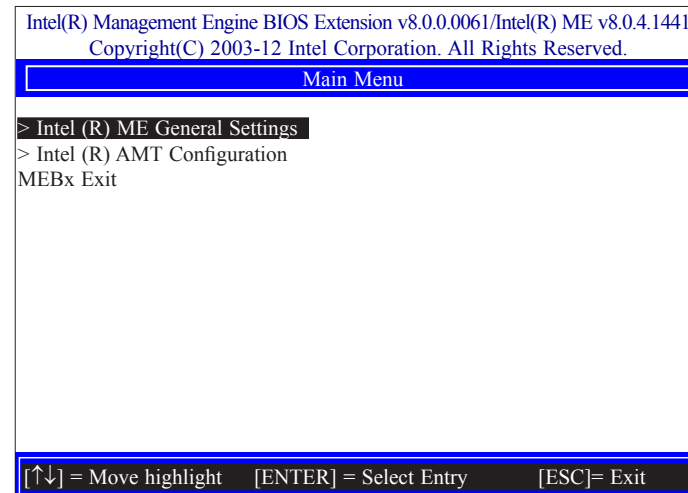 Intel(R) Management Engine BIOS Extension v8.0.0.0061/Intel(R) ME v8.0.4.1441
Copyright(C) 2003-12 Intel Corporation. All Rights Reserved.
Main Menu
> Intel (R) ME General Settings
> Intel (R) AMT Configuration
MEBx Exit
[↑↓] = Move highlight [ENTER] = Select Entry [ESC]= Exit